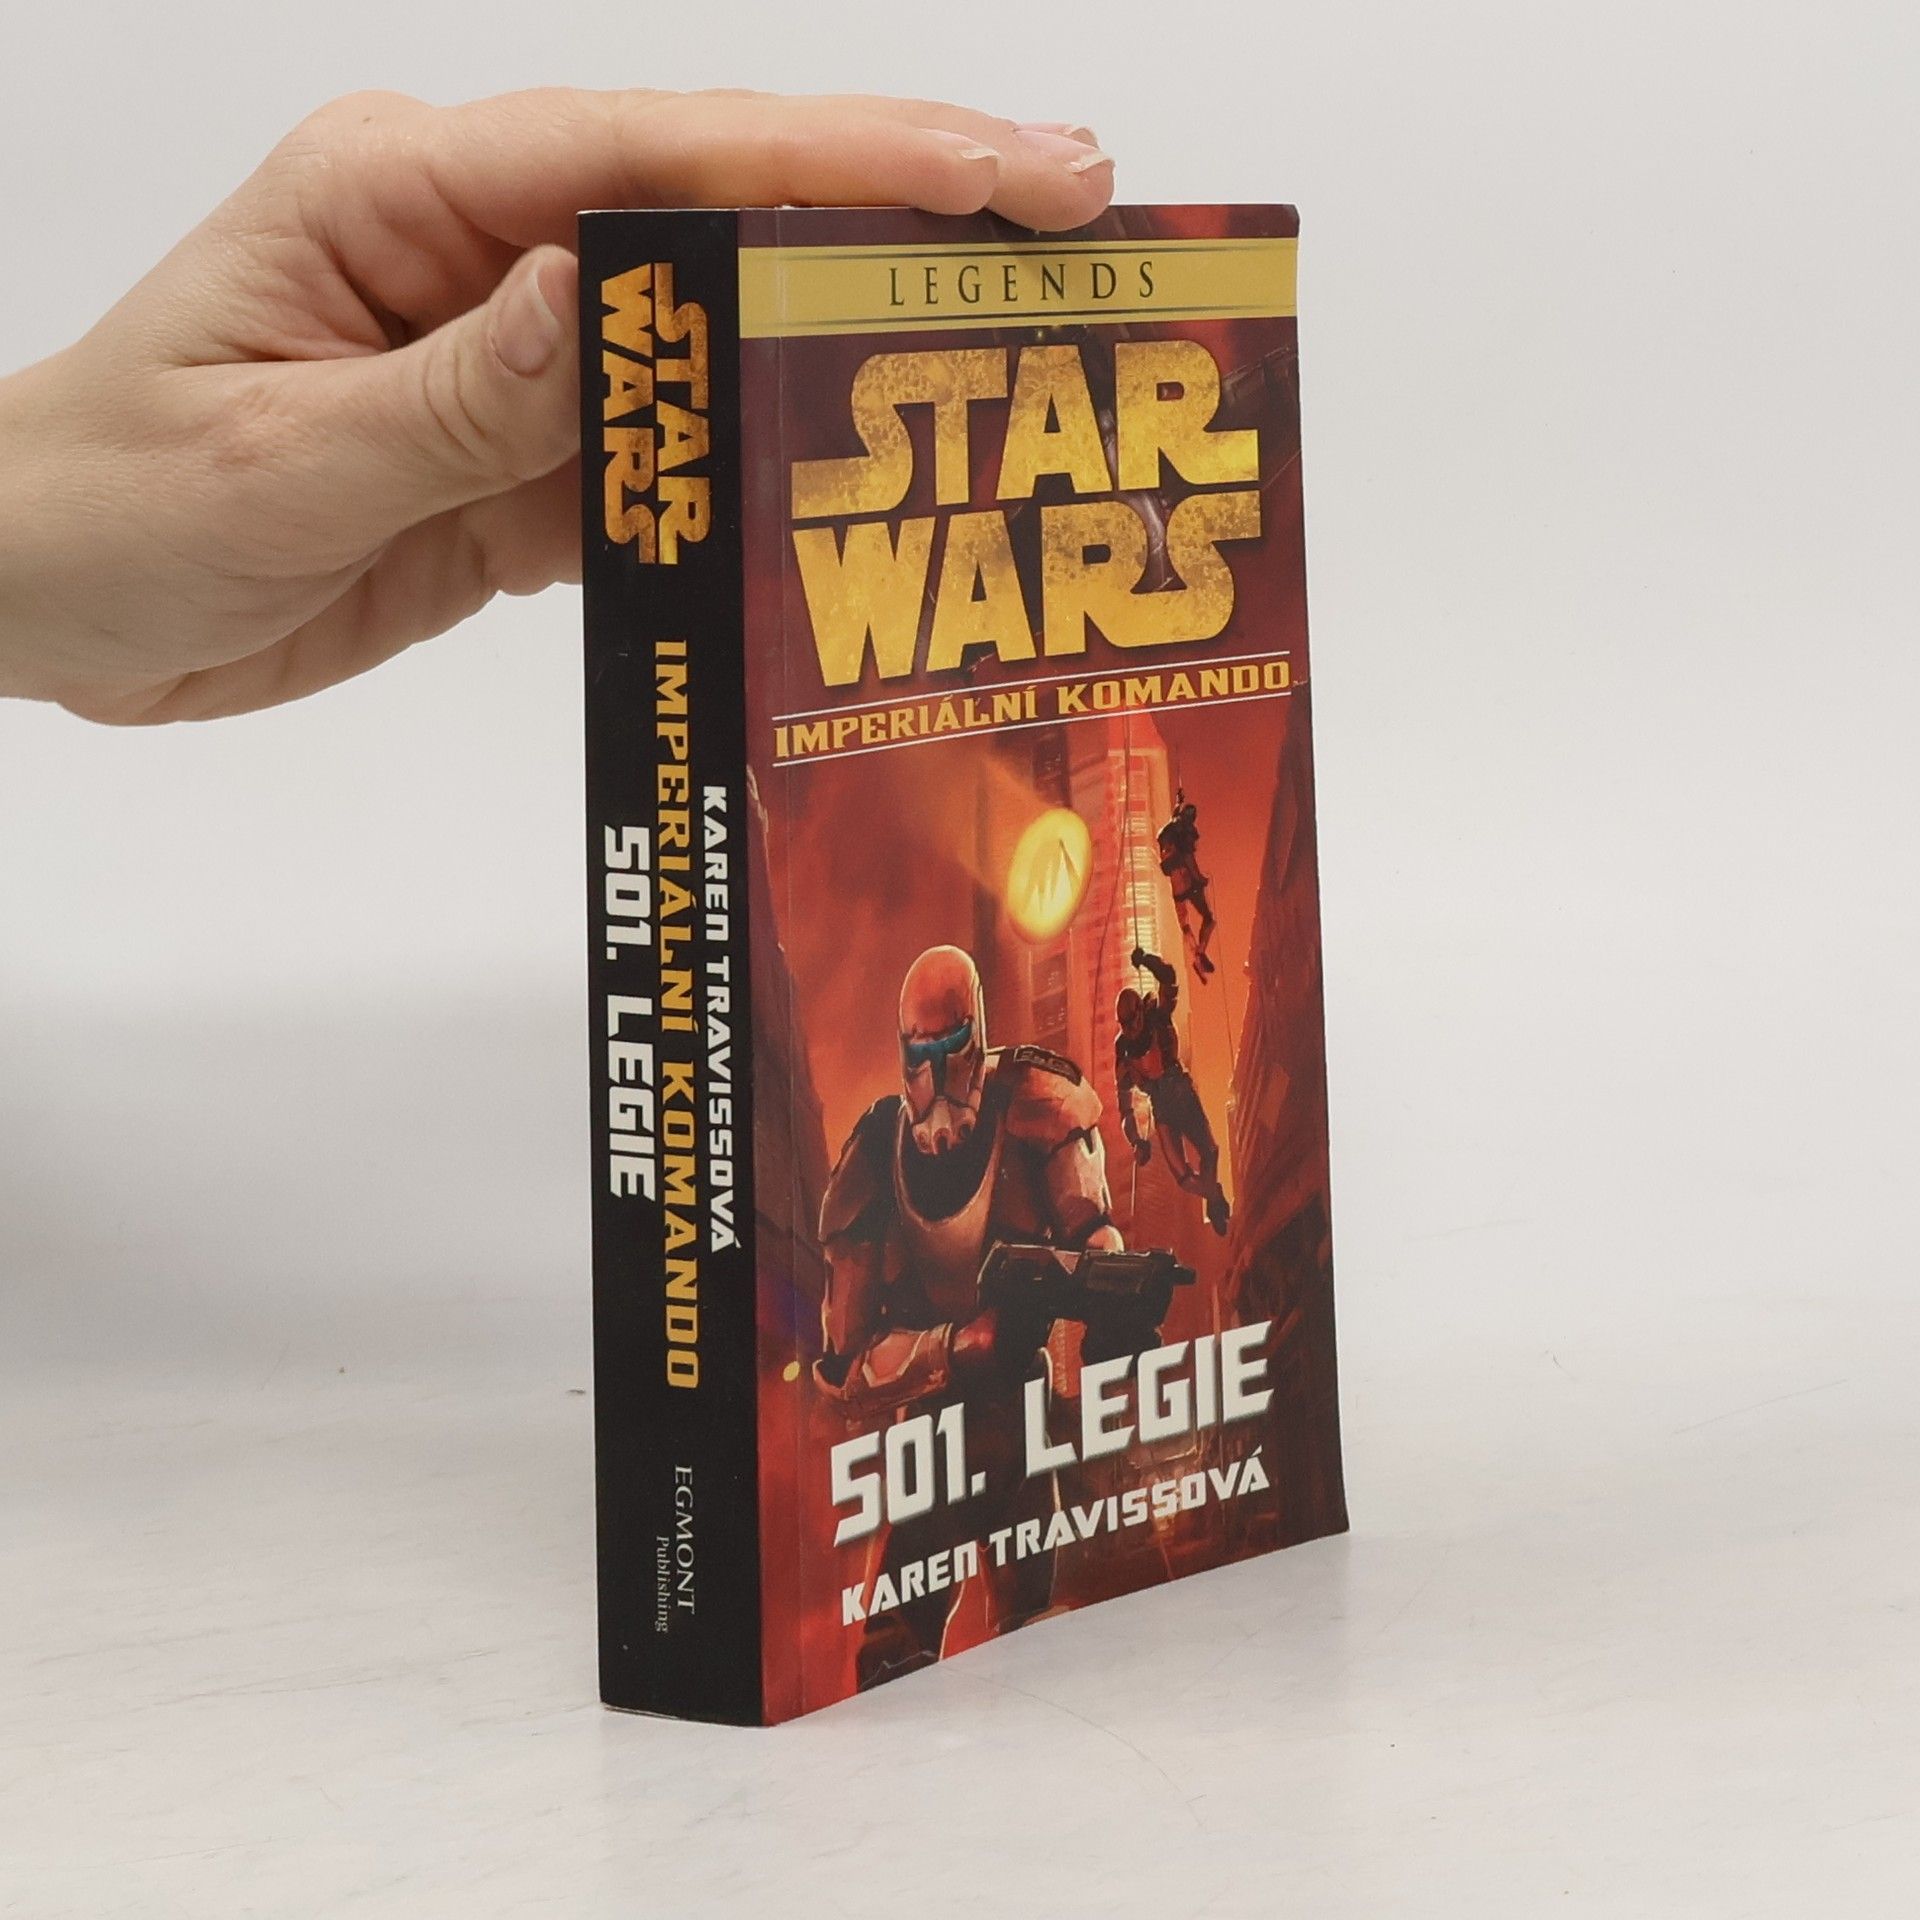 STAR
WARS
IMPERIÁLNÍ KOMANDO
501. LEGIE
KAREN TRAVISSOVÁ
EGMONT
Publishing
LEGENDS
STAR
WARS
IMPERIÁLNÍ KOMANDO
501. LEGIE
KAREN TRAVISSOVÁ